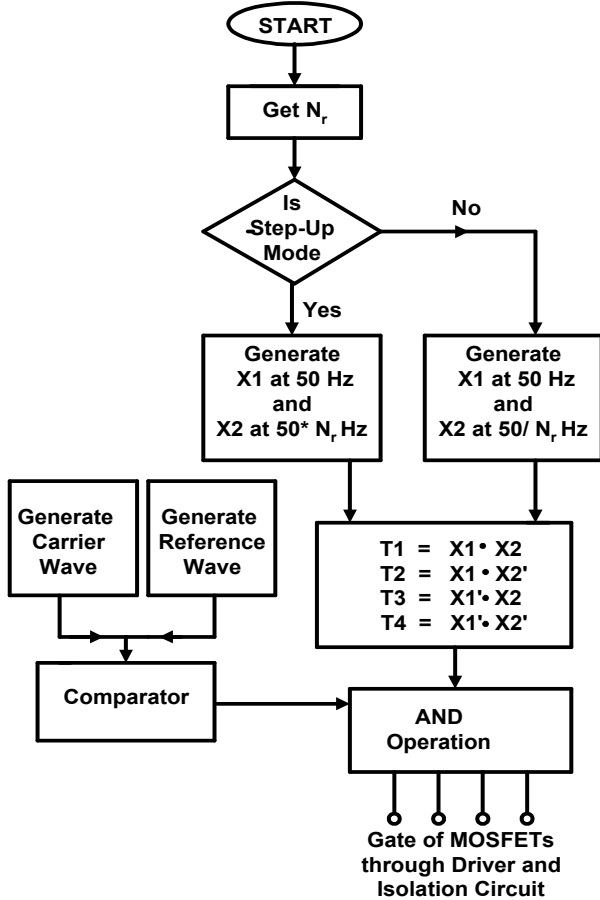 START
Get Nr
Is
Step-Up
Mode
No
Yes
Generate
X1 at 50 Hz
and
X2 at 50* Nr Hz
Generate
X1 at 50 Hz
and
X2 at 50/ Nr Hz
Generate
Carrier
Wave
Generate
Reference
Wave
T1 = X1• X2
T2 = X1 • X2'
T3 = X1'• X2
T4 = X1'• X2'
Comparator
AND
Operation
Gate of MOSFETs
through Driver and
Isolation Circuit